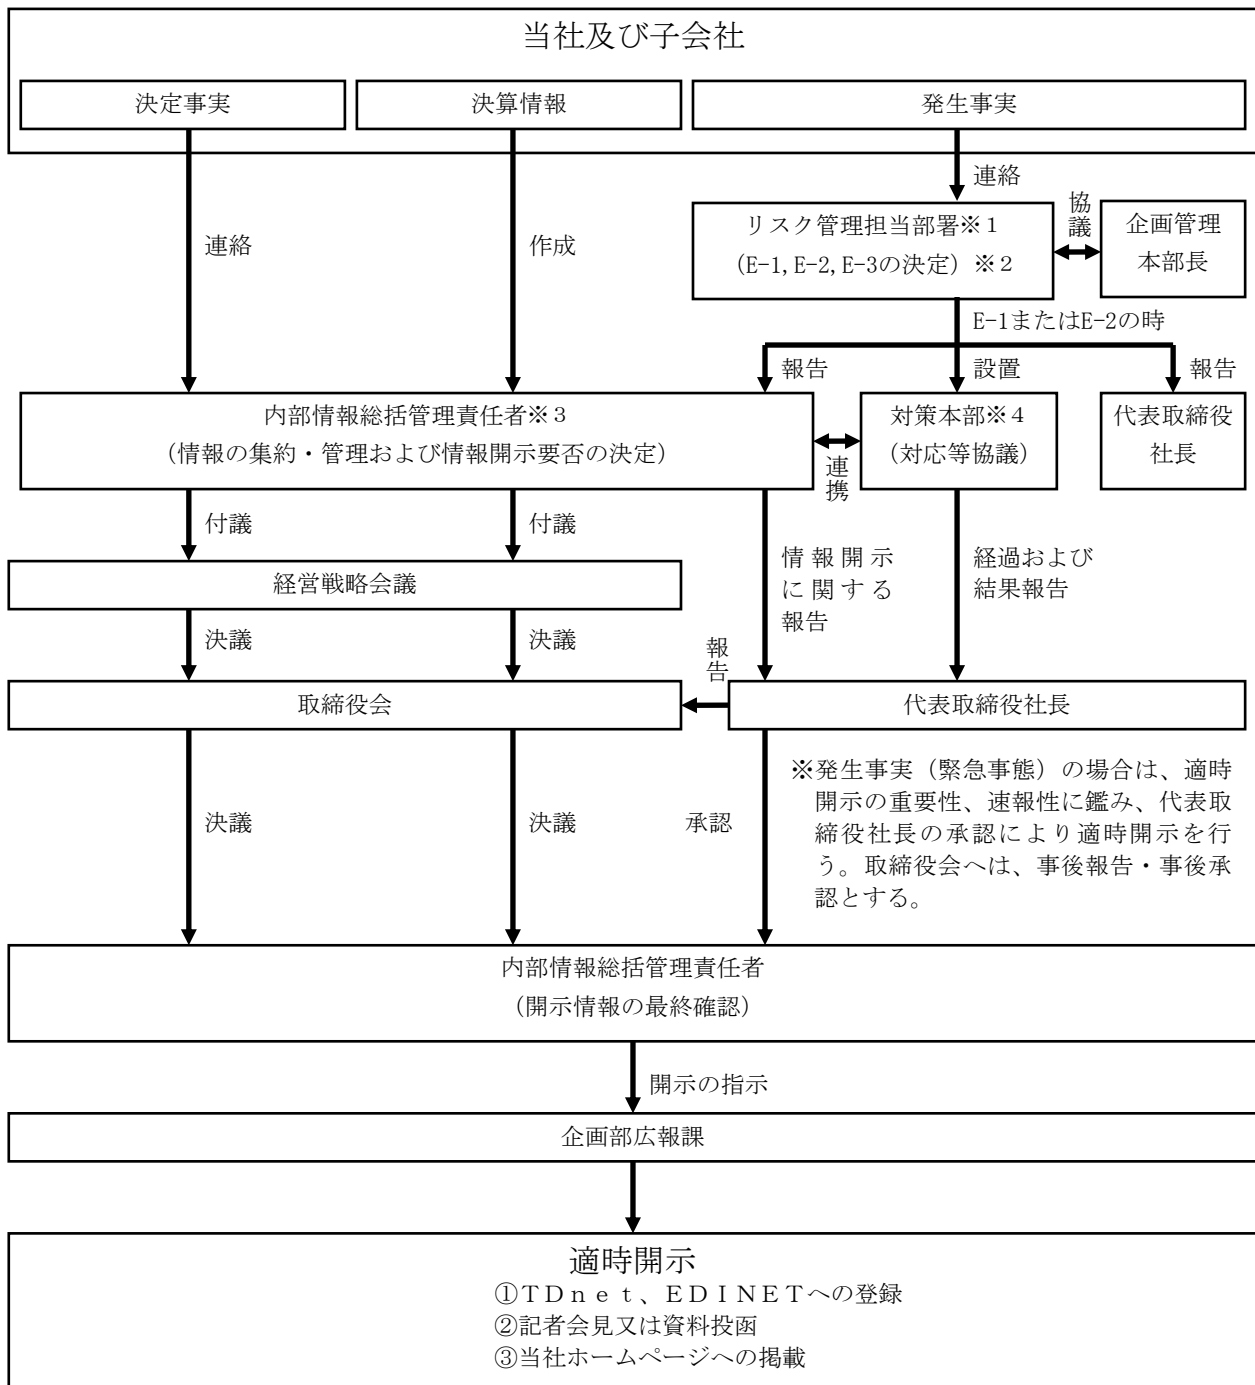 当社及び子会社
決定事実
決算情報
発生事実
連絡
連絡
作成
リスク管理担当部署※１
（E-1,E-2,E-3の決定）※２
協議
企画管理
本部長
E-1またはE-2の時
報告
設置
報告
内部情報総括管理責任者※３
（情報の集約・管理および情報開示要否の決定）
連携
対策本部※４
（対応等協議）
代表取締役
社長
付議
付議
情報開示
に関する
報告
経過および
結果報告
経営戦略会議
決議
決議
報告
取締役会
代表取締役社長
※発生事実（緊急事態）の場合は、適時
開示の重要性、速報性に鑑み、代表取
締役社長の承認により適時開示を行
う。取締役会へは、事後報告・事後承
認とする。
決議
決議
承認
内部情報総括管理責任者
（開示情報の最終確認）
開示の指示
企画部広報課
適時開示
①ＴＤｎｅｔ、ＥＤＩＮＥＴへの登録
②記者会見又は資料投函
③当社ホームページへの掲載